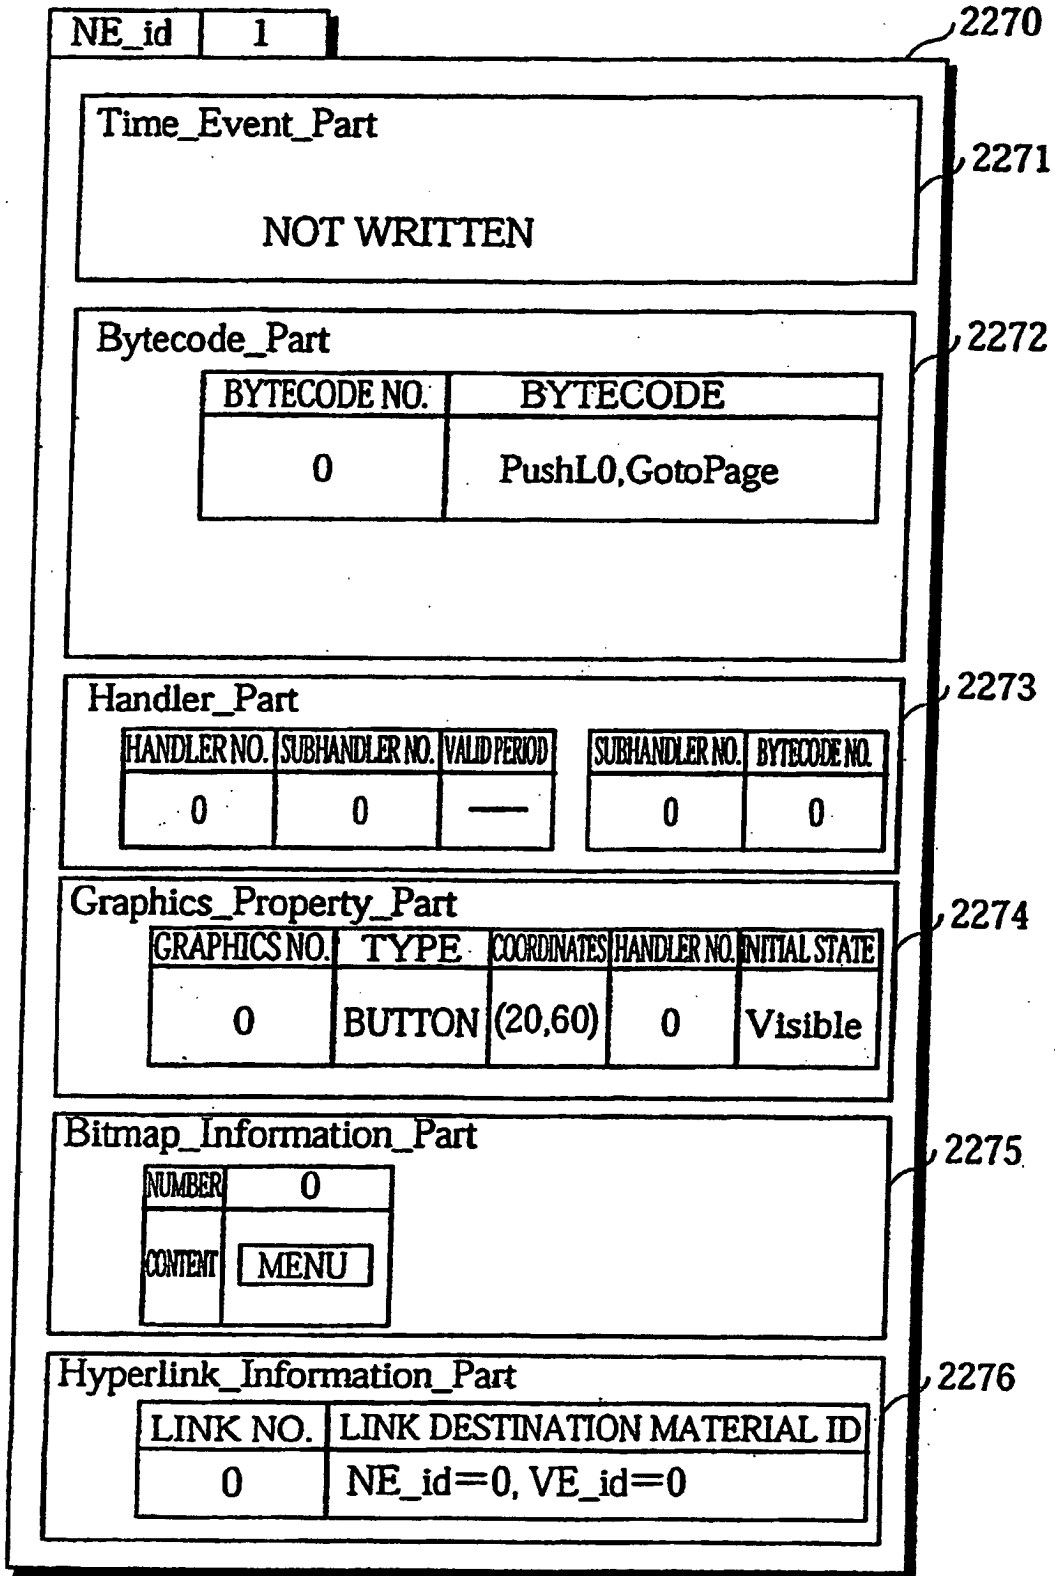 NE_id 1
2270
Time_Event_Part
2271
NOT WRITTEN
Bytecode_Part
2272
BYTECODE NO. BYTECODE
0 PushL0,GotoPage
Handler_Part
2273
HANDLER NO. SUBHANDLER NO. VALID PERIOD SUBHANDLER NO. BYTECODE NO.
0 0 — 0 0
Graphics_Property_Part
2274
GRAPHICS NO. TYPE COORDINATES HANDLER NO. INITIAL STATE
0 BUTTON (20,60) 0 Visible
Bitmap_Information_Part
2275
NUMBER 0
CONTENT MENU
Hyperlink_Information_Part
2276
LINK NO. LINK DESTINATION MATERIAL ID
0 NE_id=0, VE_id=0